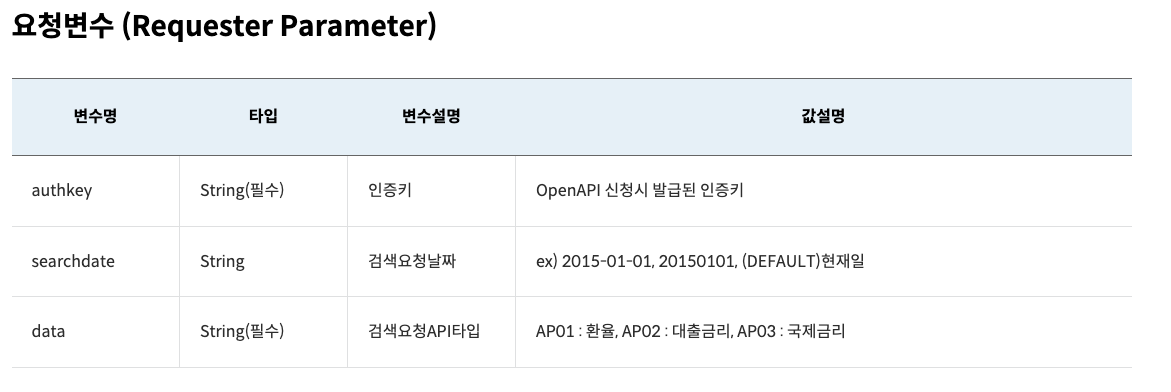 요청변수 (Requester Parameter)
변수명 타입 변수설명 값설명
authkey String(필수) 인증키 OpenAPI 신청시 발급된 인증키
searchdate String 검색요청날짜 ex) 2015-01-01, 20150101, (DEFAULT)현재일
data String(필수) 검색요청API타입 AP01 : 환율, AP02 : 대출금리, AP03 : 국제금리